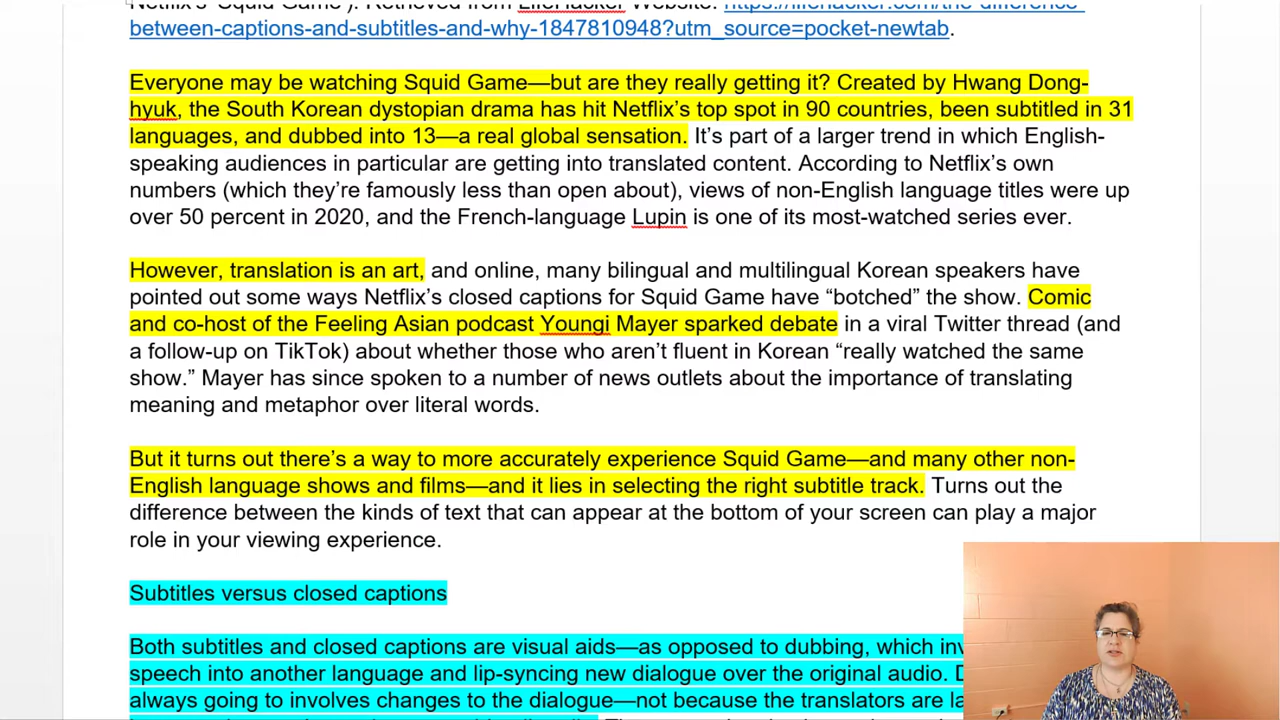 Netflix's 'Squid Game'). Retrieved from LifeHacker Website: https://lifehacker.com/the-difference-
between-captions-and-subtitles-and-why-1847810948?utm_source=pocket-newtab.
Everyone may be watching Squid Game—but are they really getting it? Created by Hwang Dong-
hyuk, the South Korean dystopian drama has hit Netflix's top spot in 90 countries, been subtitled in 31
languages, and dubbed into 13—a real global sensation. It's part of a larger trend in which English-
speaking audiences in particular are getting into translated content. According to Netflix's own
numbers (which they're famously less than open about), views of non-English language titles were up
over 50 percent in 2020, and the French-language Lupin is one of its most-watched series ever.
However, translation is an art, and online, many bilingual and multilingual Korean speakers have
pointed out some ways Netflix's closed captions for Squid Game have “botched” the show. Comic
and co-host of the Feeling Asian podcast Youngi Mayer sparked debate in a viral Twitter thread (and
a follow-up on TikTok) about whether those who aren't fluent in Korean “really watched the same
show.” Mayer has since spoken to a number of news outlets about the importance of translating
meaning and metaphor over literal words.
But it turns out there's a way to more accurately experience Squid Game—and many other non-
English language shows and films—and it lies in selecting the right subtitle track. Turns out the
difference between the kinds of text that can appear at the bottom of your screen can play a major
role in your viewing experience.
Subtitles versus closed captions
Both subtitles and closed captions are visual aids—as opposed to dubbing, which inv
speech into another language and lip-syncing new dialogue over the original audio. D
always going to involves changes to the dialogue—not because the translators are la